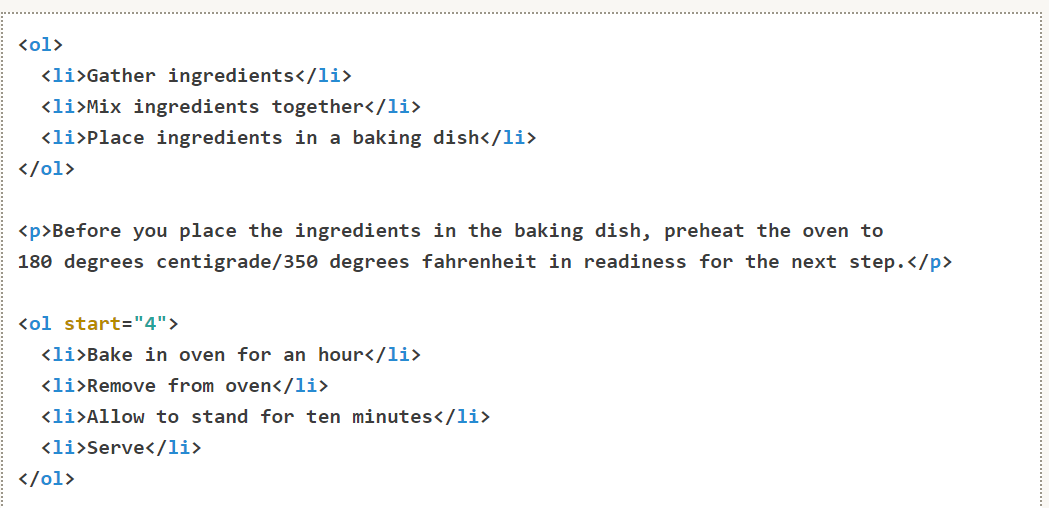 <ol>
  <li>Gather ingredients</li>
  <li>Mix ingredients together</li>
  <li>Place ingredients in a baking dish</li>
</ol>

<p>Before you place the ingredients in the baking dish, preheat the oven to
180 degrees centigrade/350 degrees fahrenheit in readiness for the next step.</p>

<ol start="4">
  <li>Bake in oven for an hour</li>
  <li>Remove from oven</li>
  <li>Allow to stand for ten minutes</li>
  <li>Serve</li>
</ol>